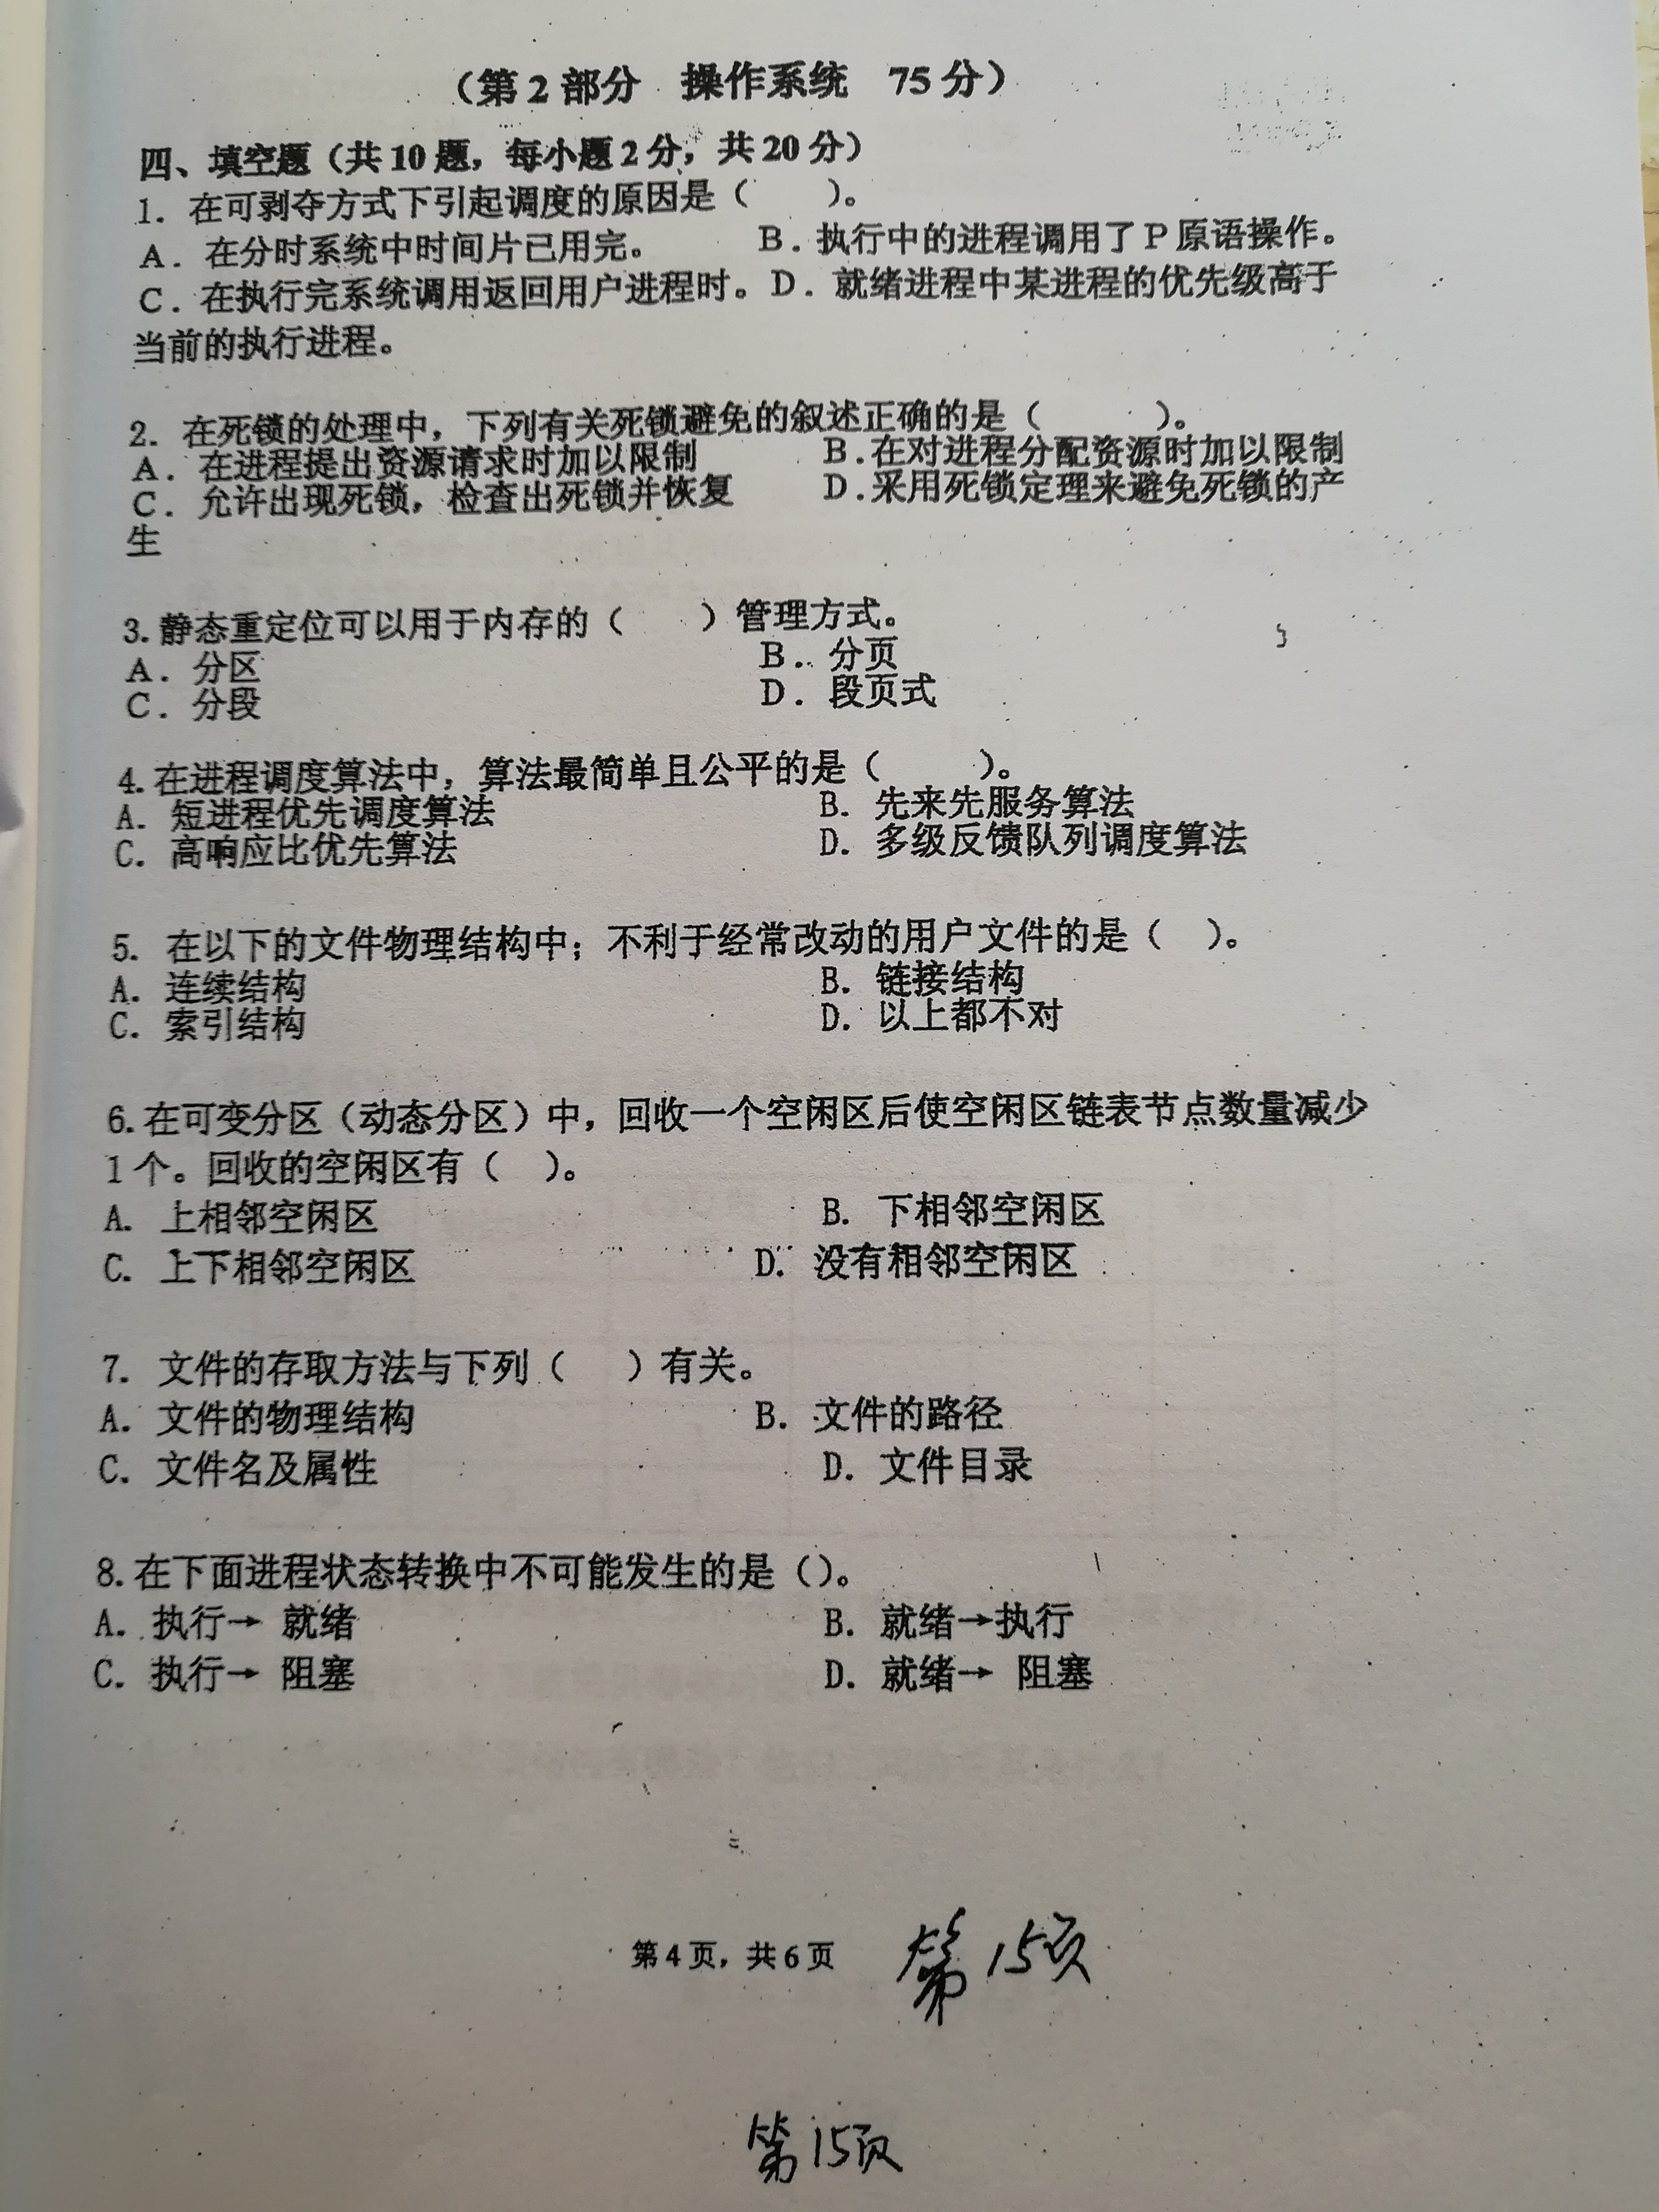 （第2部分 操作系统 75分）
四、填空题（共10题，每小题2分，共20分）
1. 在可剥夺方式下引起调度的原因是（ ）。
A. 在分时系统中时间片已用完。 B. 执行中的进程调用了P原语操作。
C. 在执行完系统调用返回用户进程时。D. 就绪进程中某进程的优先级高于
当前的执行进程。
2. 在死锁的处理中，下列有关死锁避免的叙述正确的是（ ）。
A. 在进程提出资源请求时加以限制 B.在对进程分配资源时加以限制
C. 允许出现死锁，检查出死锁并恢复 D.采用死锁定理来避免死锁的产
生
3.静态重定位可以用于内存的（ ）管理方式。
A. 分区 B. 分页
C. 分段 D. 段页式
4.在进程调度算法中，算法最简单且公平的是（ ）。
A. 短进程优先调度算法 B. 先来先服务算法
C. 高响应比优先算法 D. 多级反馈队列调度算法
5. 在以下的文件物理结构中；不利于经常改动的用户文件的是（ ）。
A. 连续结构 B. 链接结构
C. 索引结构 D. 以上都不对
6.在可变分区（动态分区）中，回收一个空闲区后使空闲区链表节点数量减少
1个。回收的空闲区有（ ）。
A. 上相邻空闲区 B. 下相邻空闲区
C. 上下相邻空闲区 D. 没有相邻空闲区
7. 文件的存取方法与下列（ ）有关。
A. 文件的物理结构 B. 文件的路径
C. 文件名及属性 D. 文件目录
8.在下面进程状态转换中不可能发生的是（）。
A. 执行→ 就绪 B. 就绪→执行
C. 执行→ 阻塞 D. 就绪→ 阻塞
第4页，共6页 第15页
第15页